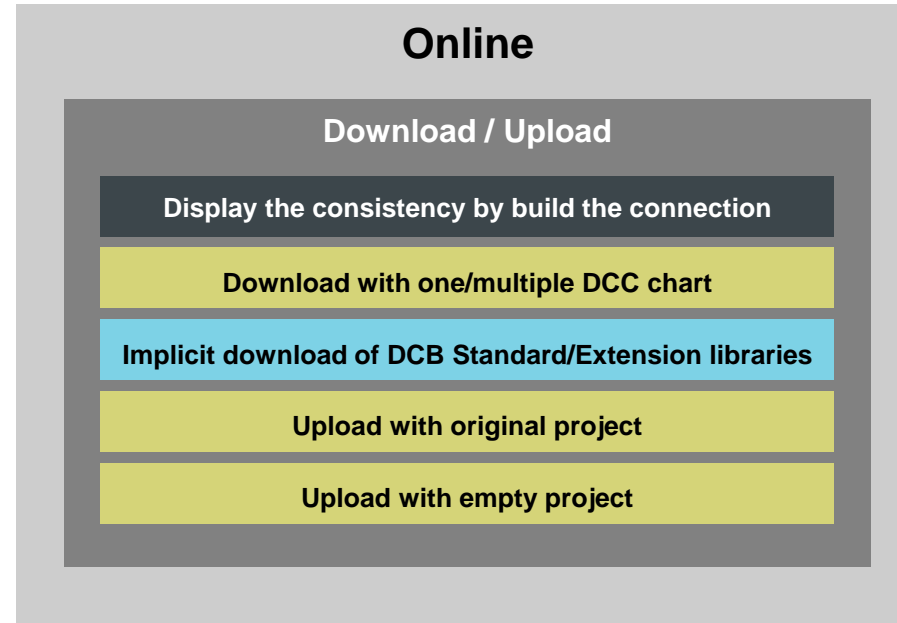 Online
Download / Upload
Display the consistency by build the connection
Download with one/multiple DCC chart
Implicit download of DCB Standard/Extension libraries
Upload with original project
Upload with empty project